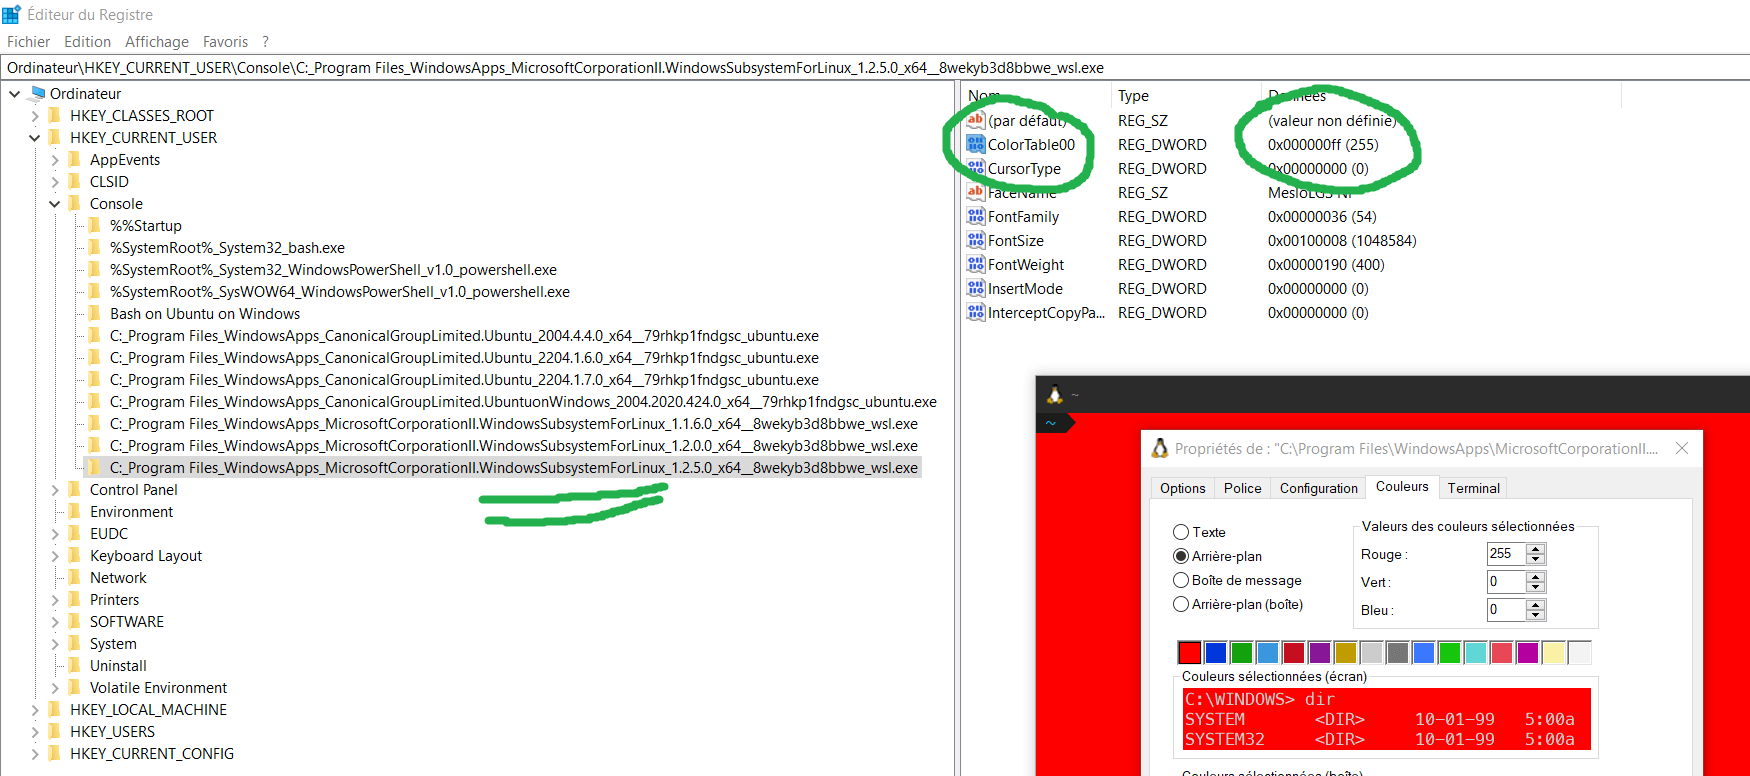 Éditeur du Registre
Fichier Edition Affichage Favoris ?
Ordinateur\HKEY_CURRENT_USER\Console\C:_Program Files_WindowsApps_MicrosoftCorporationII.WindowsSubsystemForLinux_1.2.5.0_x64__8wekyb3d8bbwe_wsl.exe
Ordinateur
HKEY_CLASSES_ROOT
HKEY_CURRENT_USER
AppEvents
CLSID
Console
%%Startup
%SystemRoot%_System32_bash.exe
%SystemRoot%_System32_WindowsPowerShell_v1.0_powershell.exe
%SystemRoot%_SysWOW64_WindowsPowerShell_v1.0_powershell.exe
Bash on Ubuntu on Windows
C:_Program Files_WindowsApps_CanonicalGroupLimited.Ubuntu_2004.4.4.0_x64__79rhkp1fndgsc_ubuntu.exe
C:_Program Files_WindowsApps_CanonicalGroupLimited.Ubuntu_2204.1.6.0_x64__79rhkp1fndgsc_ubuntu.exe
C:_Program Files_WindowsApps_CanonicalGroupLimited.Ubuntu_2204.1.7.0_x64__79rhkp1fndgsc_ubuntu.exe
C:_Program Files_WindowsApps_CanonicalGroupLimited.UbuntuonWindows_2004.2020.424.0_x64__79rhkp1fndgsc_ubuntu.exe
C:_Program Files_WindowsApps_MicrosoftCorporationII.WindowsSubsystemForLinux_1.1.6.0_x64__8wekyb3d8bbwe_wsl.exe
C:_Program Files_WindowsApps_MicrosoftCorporationII.WindowsSubsystemForLinux_1.2.0.0_x64__8wekyb3d8bbwe_wsl.exe
C:_Program Files_WindowsApps_MicrosoftCorporationII.WindowsSubsystemForLinux_1.2.5.0_x64__8wekyb3d8bbwe_wsl.exe
Control Panel
Environment
EUDC
Keyboard Layout
Network
Printers
SOFTWARE
System
Uninstall
Volatile Environment
HKEY_LOCAL_MACHINE
HKEY_USERS
HKEY_CURRENT_CONFIG
Nom Type Données
(par défaut) REG_SZ (valeur non définie)
ColorTable00 REG_DWORD 0x000000ff (255)
CursorType REG_DWORD 0x00000000 (0)
FaceName REG_SZ MesloLGS NF
FontFamily REG_DWORD 0x00000036 (54)
FontSize REG_DWORD 0x00100008 (1048584)
FontWeight REG_DWORD 0x00000190 (400)
InsertMode REG_DWORD 0x00000000 (0)
InterceptCopyPa... REG_DWORD 0x00000000 (0)
~
~
Propriétés de : "C:\Program Files\WindowsApps\MicrosoftCorporationII....
Options Police Configuration Couleurs Terminal
Texte
Arrière-plan
Boîte de message
Arrière-plan (boîte)
Valeurs des couleurs sélectionnées
Rouge : 255
Vert : 0
Bleu : 0
Couleurs sélectionnées (écran)
C:\WINDOWS> dir
SYSTEM <DIR> 10-01-99 5:00a
SYSTEM32 <DIR> 10-01-99 5:00a
Couleurs sélectionnées (boîte)